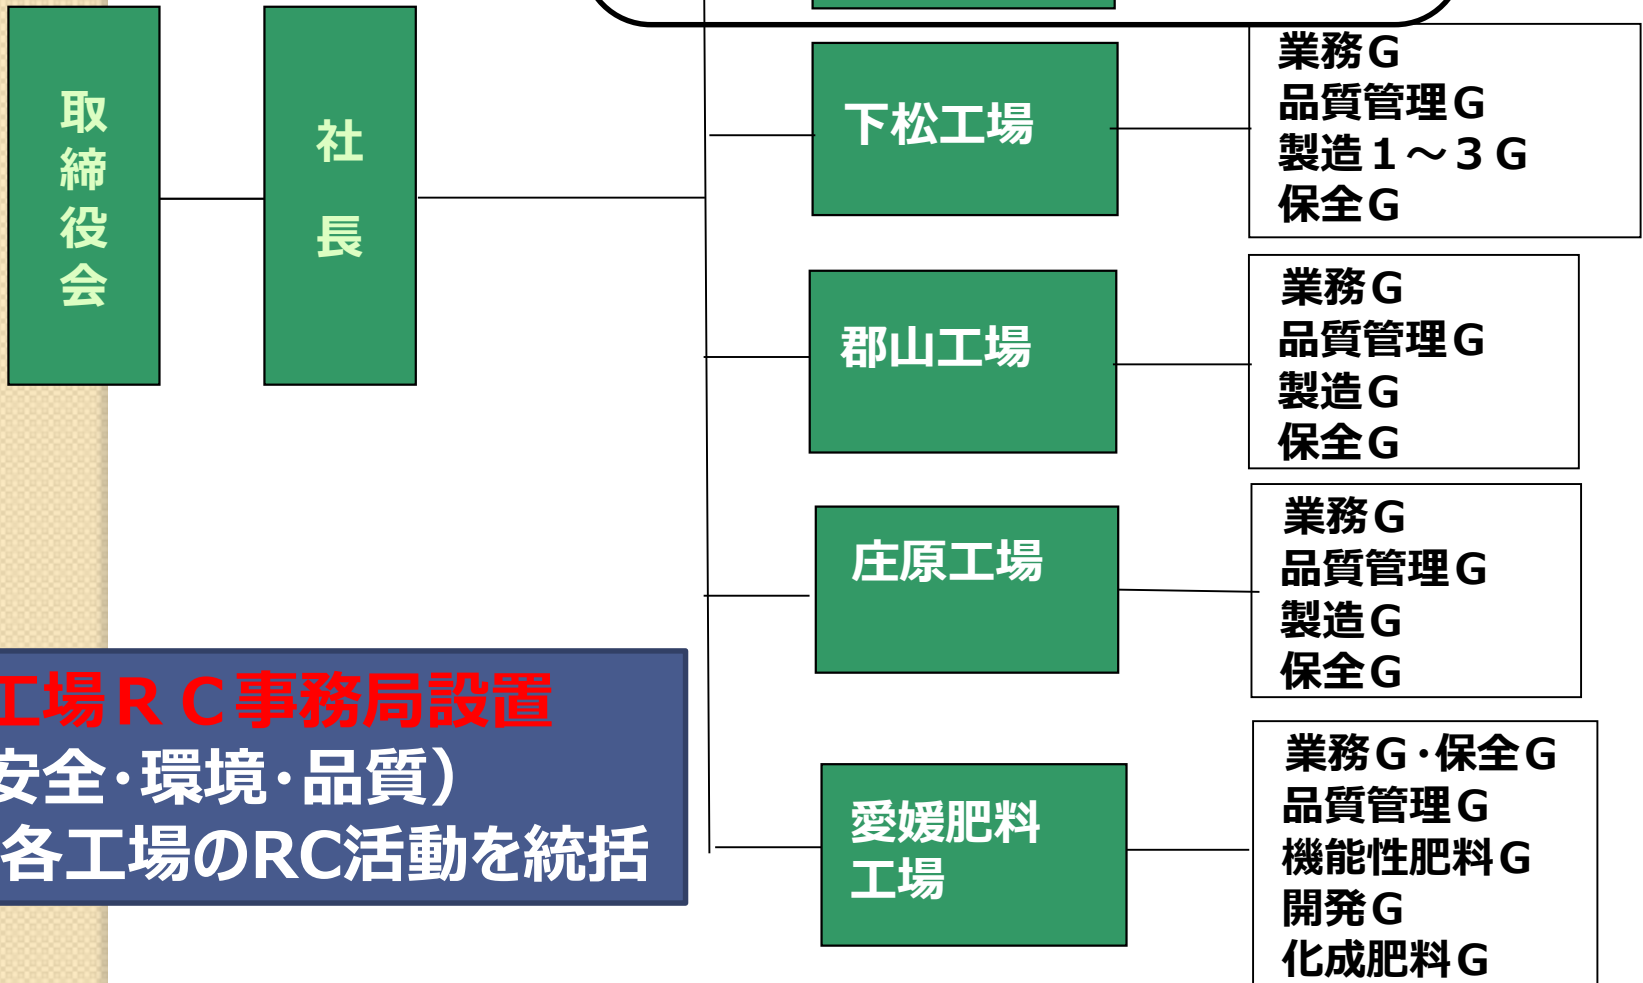 取締役会
社長
下松工場
業務G
品質管理G
製造１～３G
保全G
郡山工場
業務G
品質管理G
製造G
保全G
庄原工場
業務G
品質管理G
製造G
保全G
愛媛肥料
工場
業務G・保全G
品質管理G
機能性肥料G
開発G
化成肥料G
工場ＲＣ事務局設置
安全・環境・品質）
各工場のRC活動を統括